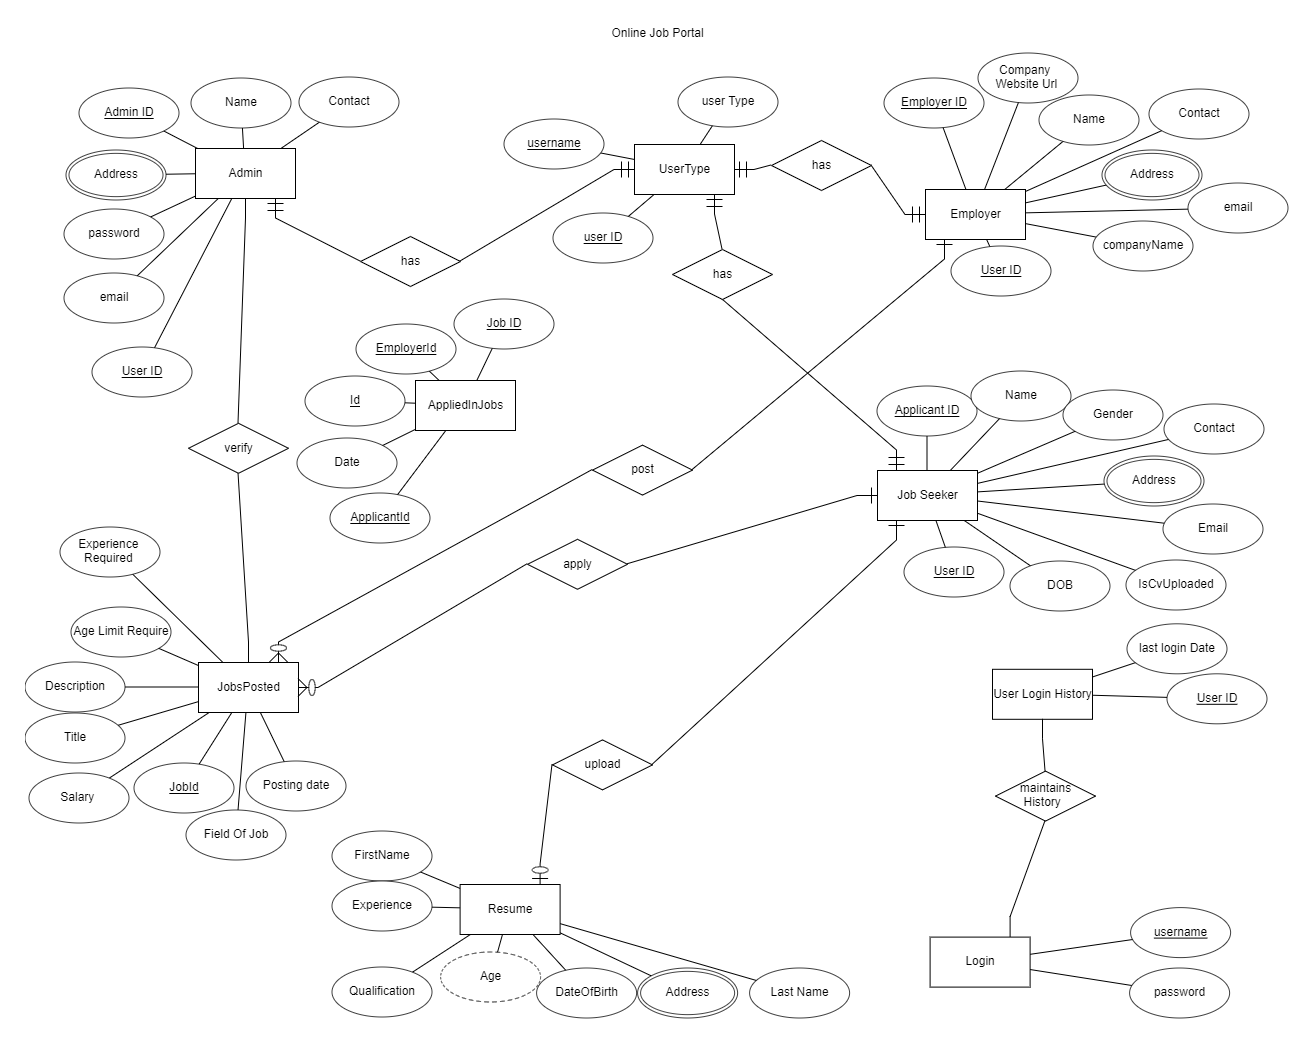 Online Job Portal
Admin ID
Name
Contact
Address
Admin
password
email
User ID
has
username
user Type
UserType
user ID
has
has
Employer ID
Company
Website Url
Name
Contact
Address
Employer
email
companyName
User ID
Job ID
EmployerId
Id
AppliedInJobs
Date
ApplicantId
verify
post
apply
Applicant ID
Name
Gender
Contact
Address
Job Seeker
Email
IsCvUploaded
User ID
DOB
Experience
Required
Age Limit Require
Description
JobsPosted
Title
Salary
JobId
Posting date
Field Of Job
upload
last login Date
User Login History
User ID
maintains
History
FirstName
Experience
Resume
Qualification
Age
DateOfBirth
Address
Last Name
Login
username
password